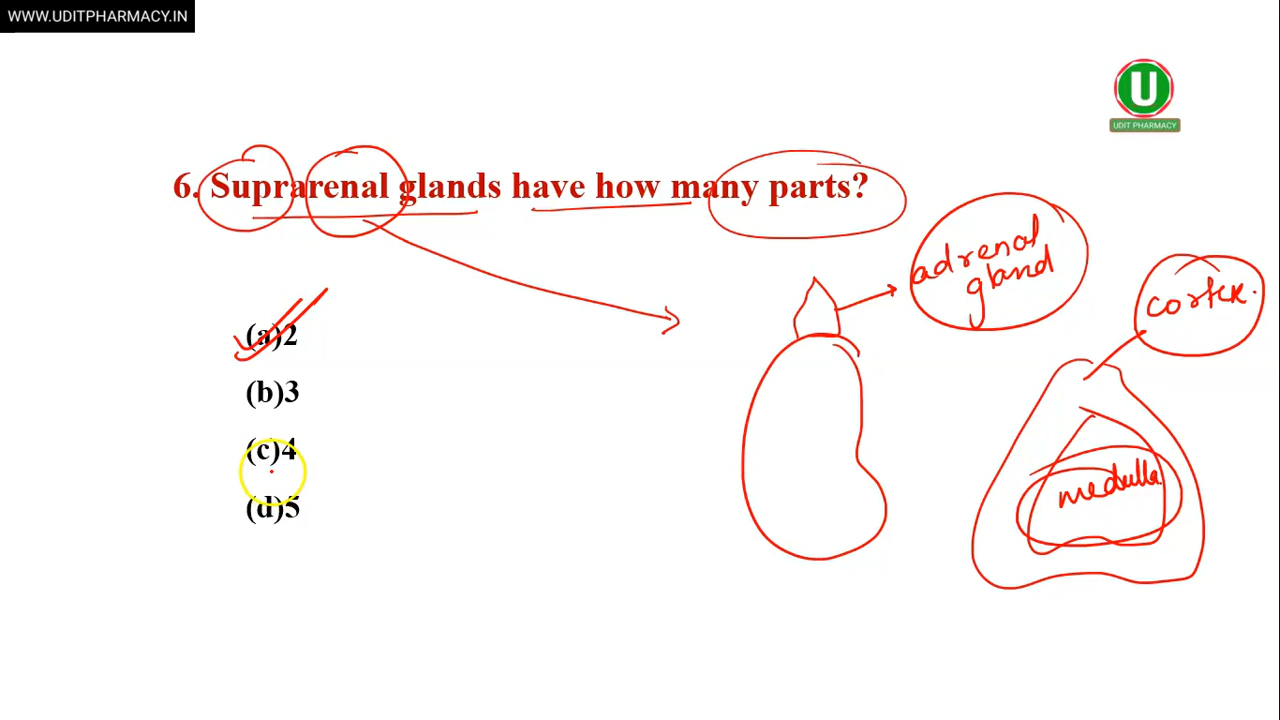 WWW.UDITPHARMACY.IN
U
UDIT PHARMACY
6. Suprarenal glands have how many parts?
adrenal
gland
cortex.
(a)2
(b)3
(c)4
medulla
(d)5